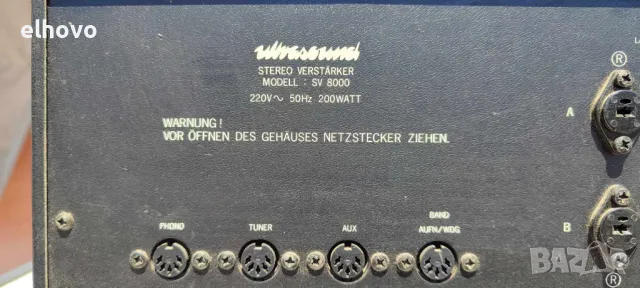 elhovo
ultrasound
STEREO VERSTÄRKER
MODELL : SV 8000
220V~ 50Hz 200WATT
WARNUNG!
VOR ÖFFNEN DES GEHÄUSES NETZSTECKER ZIEHEN.
®
A
PHONO
TUNER
AUX
BAND
AUFN/WDG
®
B
BAZAR